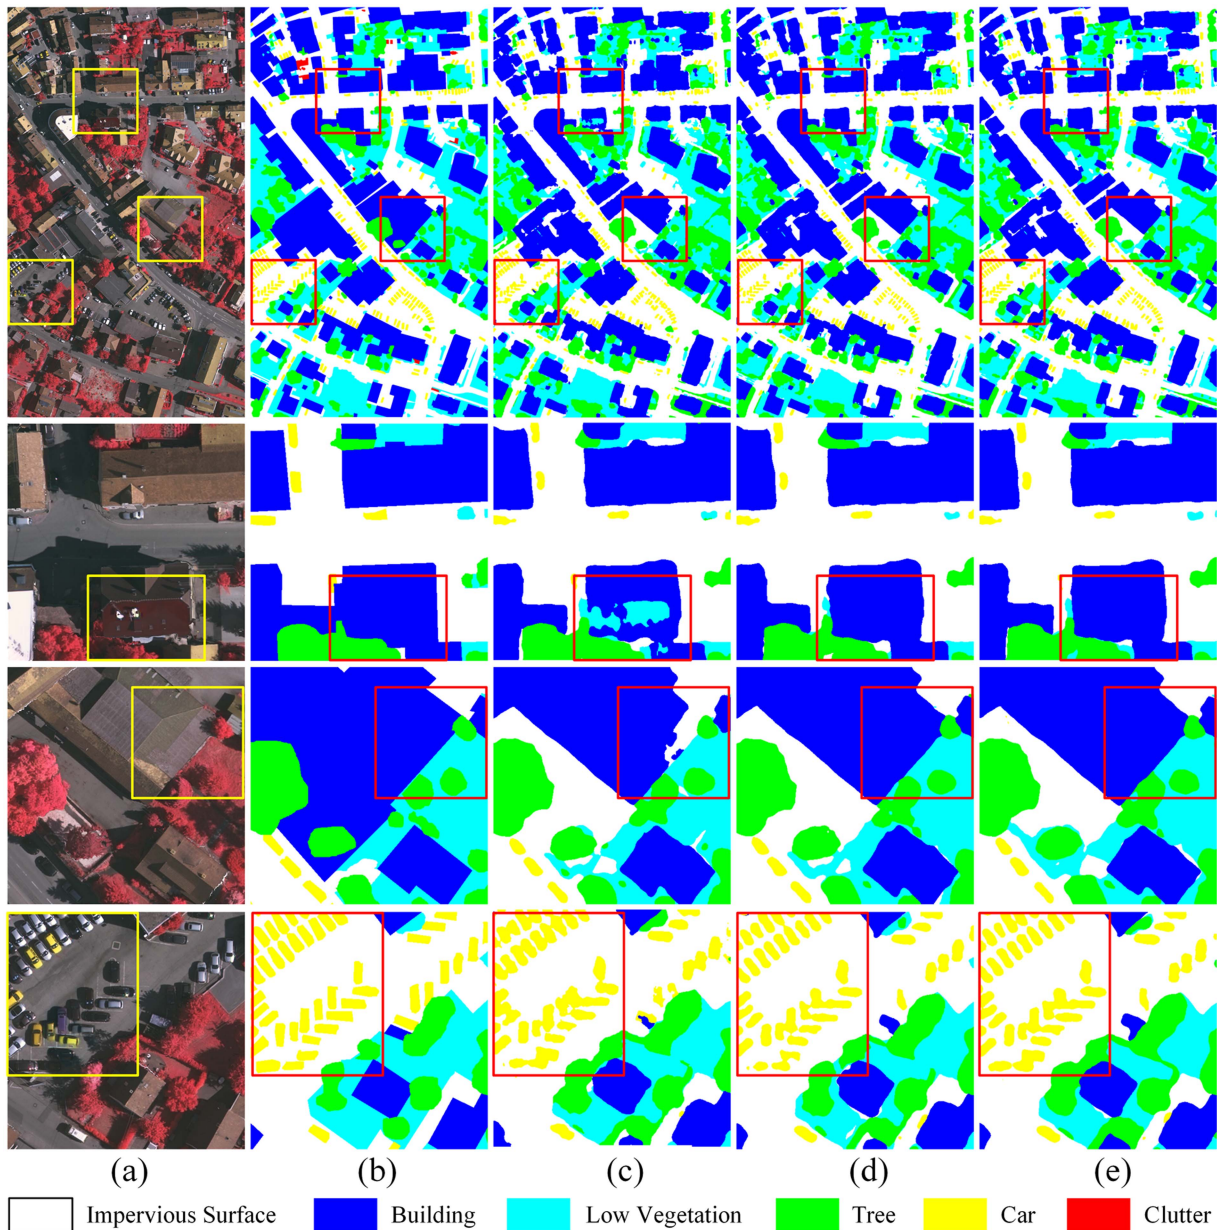 (a) (b) (c) (d) (e)
Impervious Surface Building Low Vegetation Tree Car Clutter